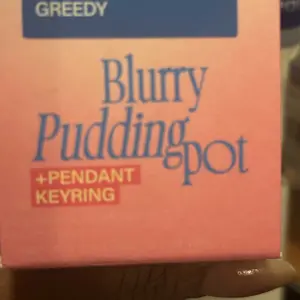 GREEDY
Blurry
Pudding
pot
+PENDANT
KEYRING